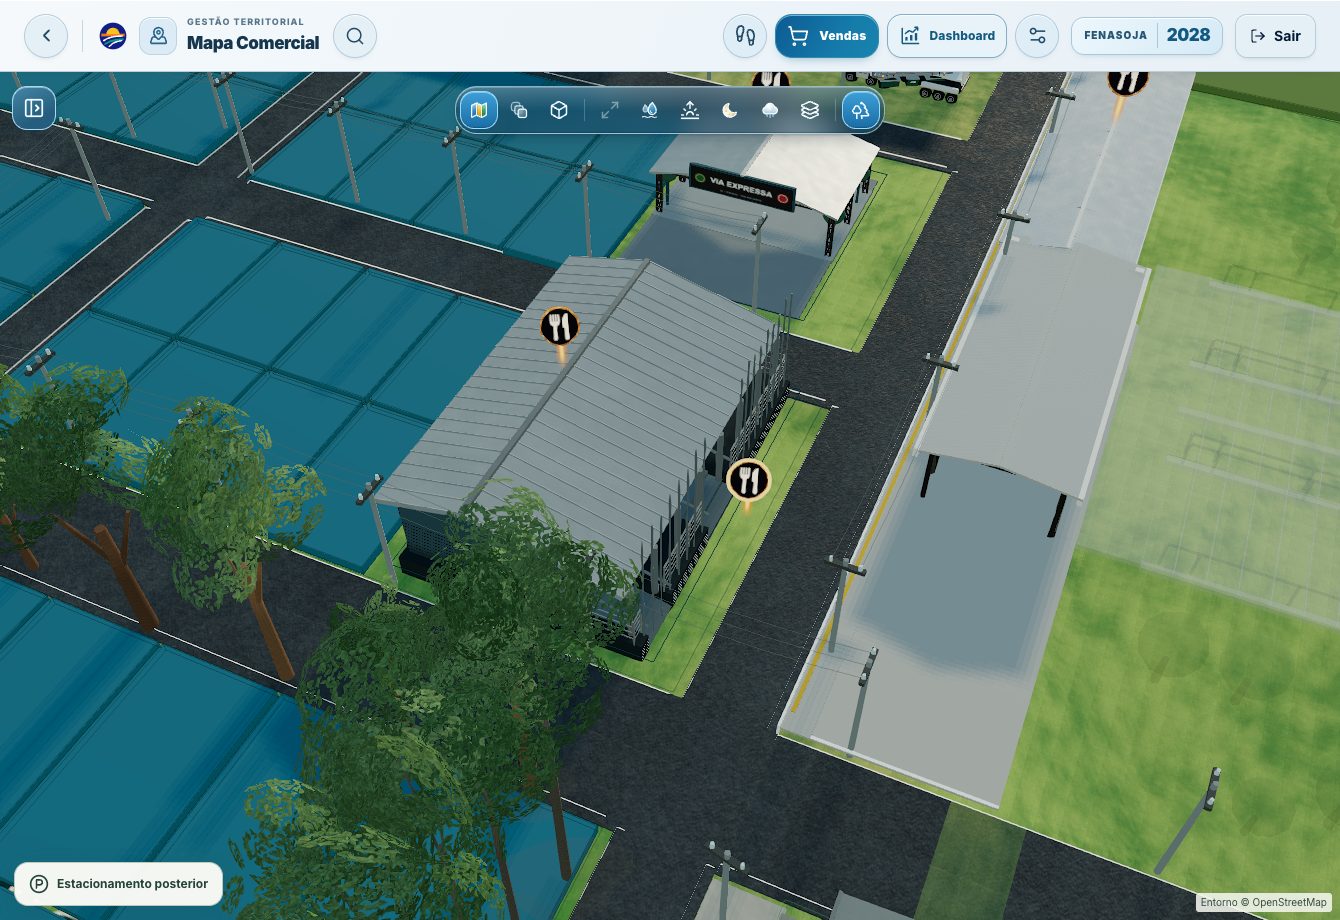 GESTÃO TERRITORIAL
Mapa Comercial
Vendas
Dashboard
FENASOJA
2028
Sair
VIA EXPRESSA
P
Estacionamento posterior
Entorno © OpenStreetMap